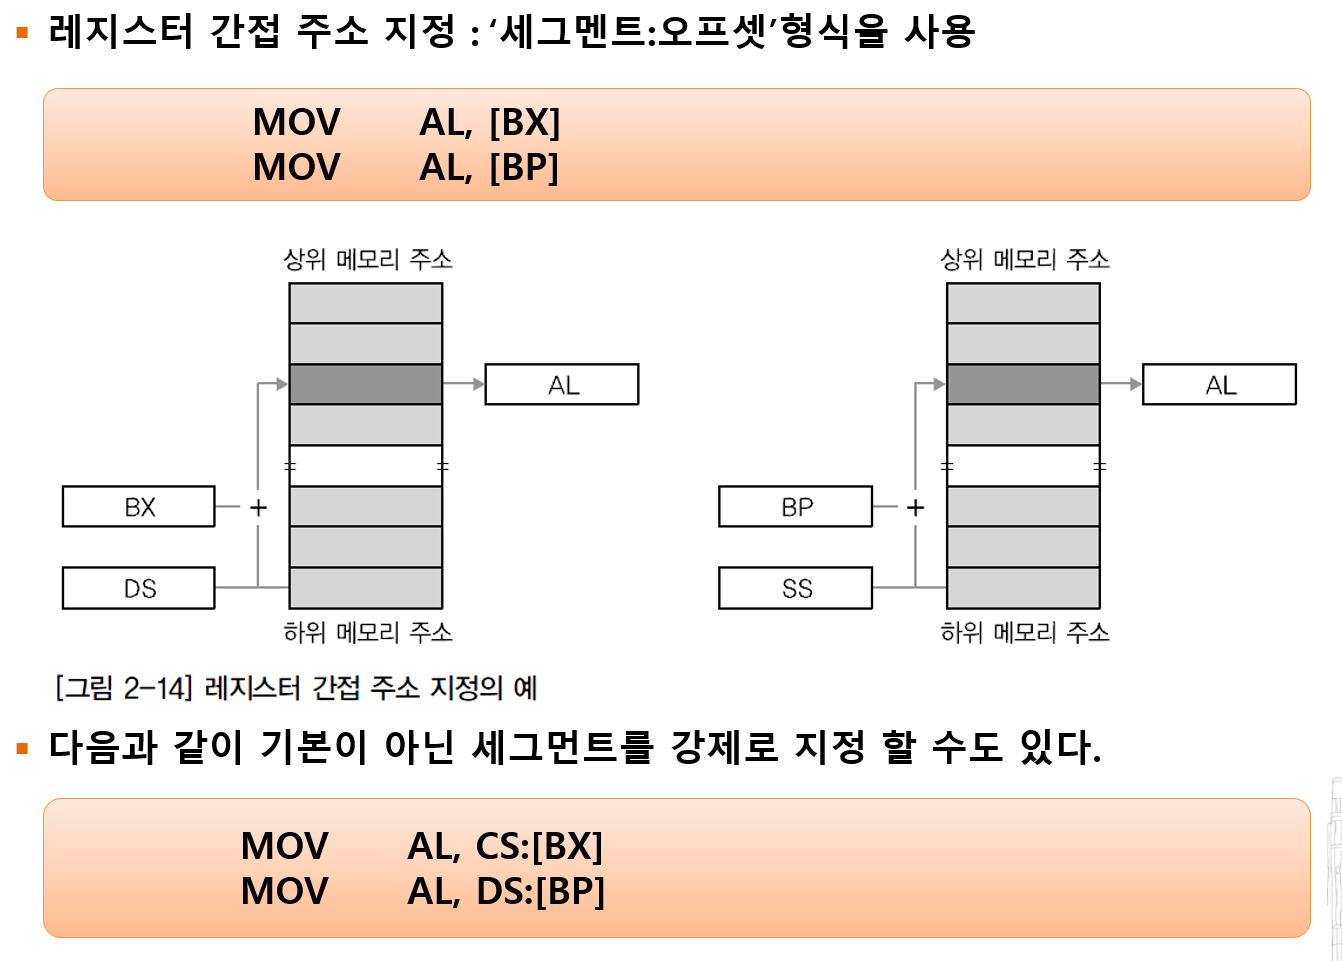 레지스터 간접 주소 지정 : ‘세그멘트:오프셋’형식을 사용
MOV AL, [BX]
MOV AL, [BP]
상위 메모리 주소
상위 메모리 주소
AL
AL
BX
+
BP
+
DS
SS
하위 메모리 주소
하위 메모리 주소
[그림 2-14] 레지스터 간접 주소 지정의 예
다음과 같이 기본이 아닌 세그먼트를 강제로 지정 할 수도 있다.
MOV AL, CS:[BX]
MOV AL, DS:[BP]